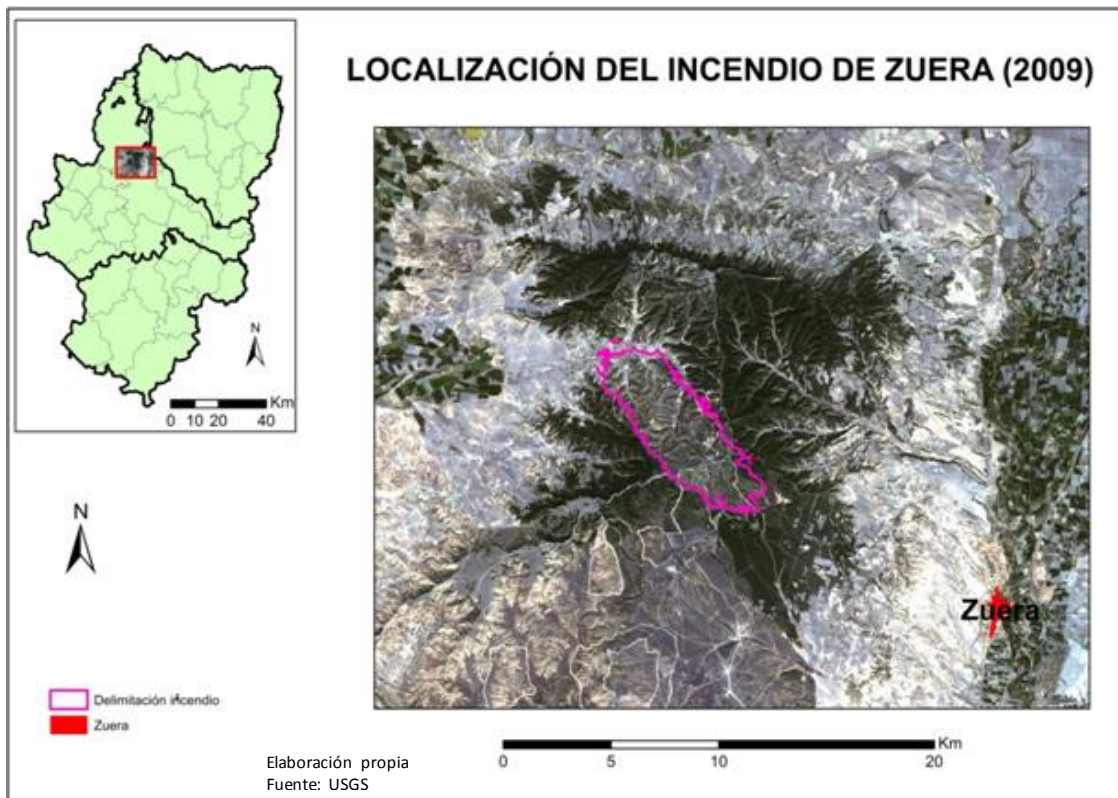 LOCALIZACIÓN DEL INCENDIO DE ZUERA (2009)
N
Km
0 10 20 40
N
Zuera
Delimitación incendio
Zuera
Km
0 5 10 20
Elaboración propia
Fuente: USGS